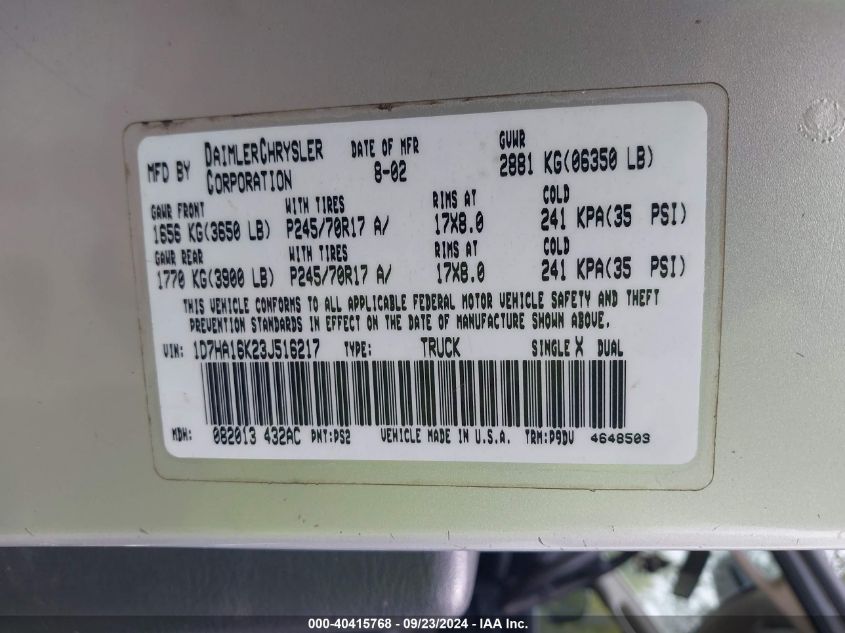 MFD BY DAIMLERCHRYSLER CORPORATION DATE OF MFR 8-02 GVWR 2881 KG(06350 LB)
GAWR FRONT WITH TIRES RIMS AT COLD
1656 KG(3650 LB) P245/70R17 A/ 17X8.0 241 KPA(35 PSI)
GAWR REAR WITH TIRES RIMS AT COLD
1770 KG(3900 LB) P245/70R17 A/ 17X8.0 241 KPA(35 PSI)
THIS VEHICLE CONFORMS TO ALL APPLICABLE FEDERAL MOTOR VEHICLE SAFETY AND THEFT
PREVENTION STANDARDS IN EFFECT ON THE DATE OF MANUFACTURE SHOWN ABOVE.
VIN: 1D7HA16K23J516217 TYPE: TRUCK SINGLE X DUAL
MDH: 082013 432AC PNT:PS2 VEHICLE MADE IN U.S.A. TRM:P9DV 4648503
000-40415768 - 09/23/2024 - IAA Inc.